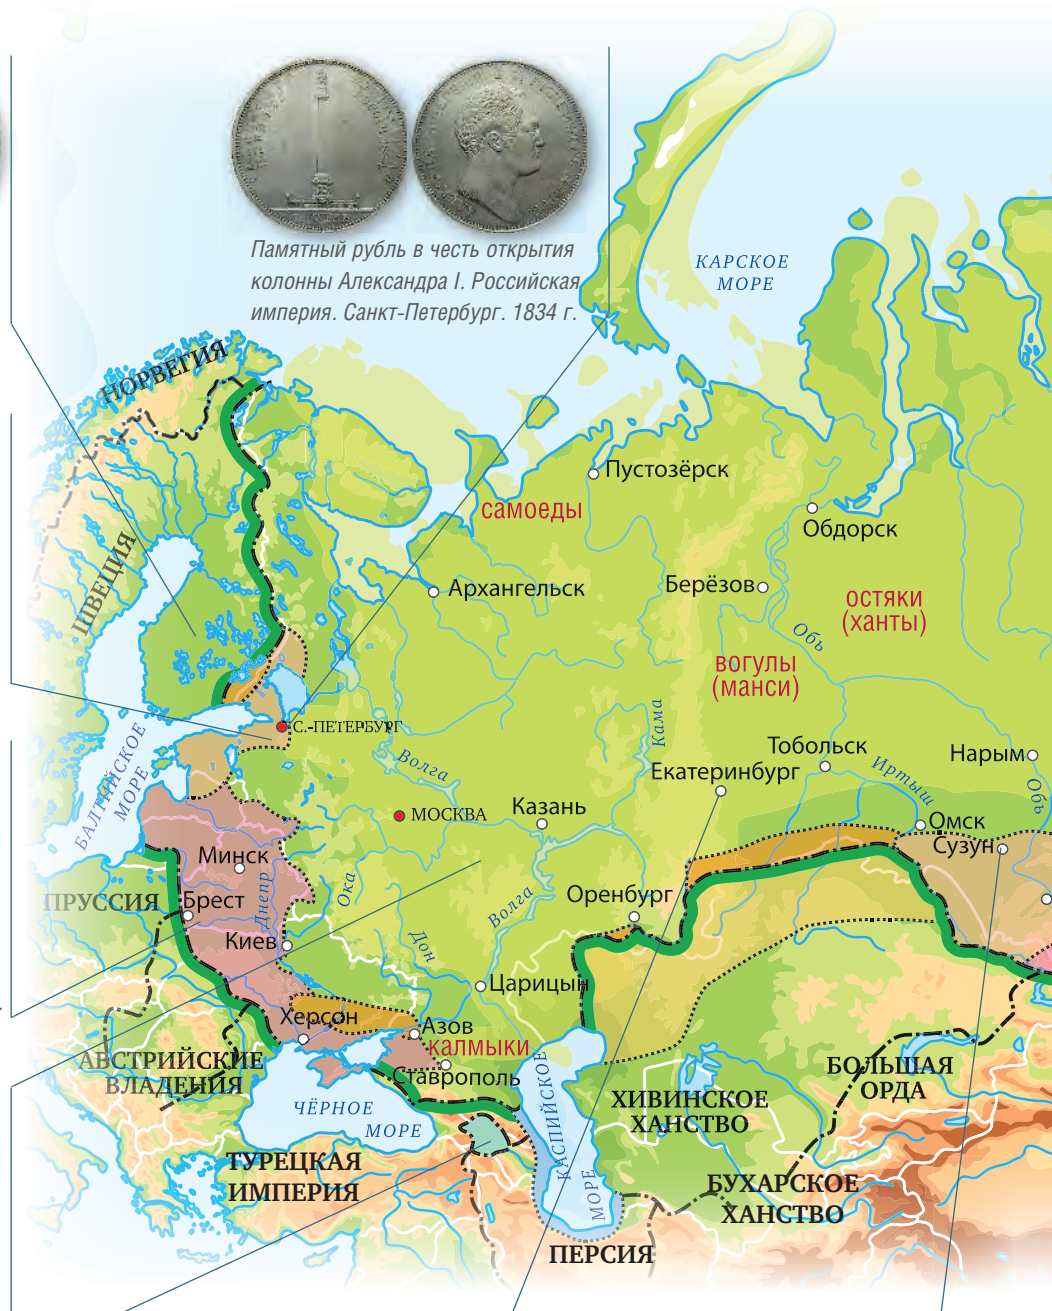 Памятный рубль в честь открытия
колонны Александра I. Российская
империя. Санкт-Петербург. 1834 г.
КАРСКОЕ
МОРЕ
НОРВЕГИЯ
Пустозёрск
самоеды
Обдорск
ШВЕЦИЯ
Архангельск
Берёзов
остяки
(ханты)
Обь
вогулы
(манси)
Кама
С.-ПЕТЕРБУРГ
БАЛТИЙСКОЕ
МОРЕ
Волга
Тобольск
Нарым
Екатеринбург
Иртыш
Обь
МОСКВА
Казань
Омск
Сузун
Минск
Ока
Днепр
ПРУССИЯ
Брест
Волга
Оренбург
Киев
Дон
Царицын
Херсон
Азов
калмыки
АВСТРИЙСКИЕ
ВЛАДЕНИЯ
Ставрополь
КАСПИЙСКОЕ
МОРЕ
БОЛЬШАЯ
ОРДА
ЧЁРНОЕ
МОРЕ
ХИВИНСКОЕ
ХАНСТВО
ТУРЕЦКАЯ
ИМПЕРИЯ
БУХАРСКОЕ
ХАНСТВО
ПЕРСИЯ